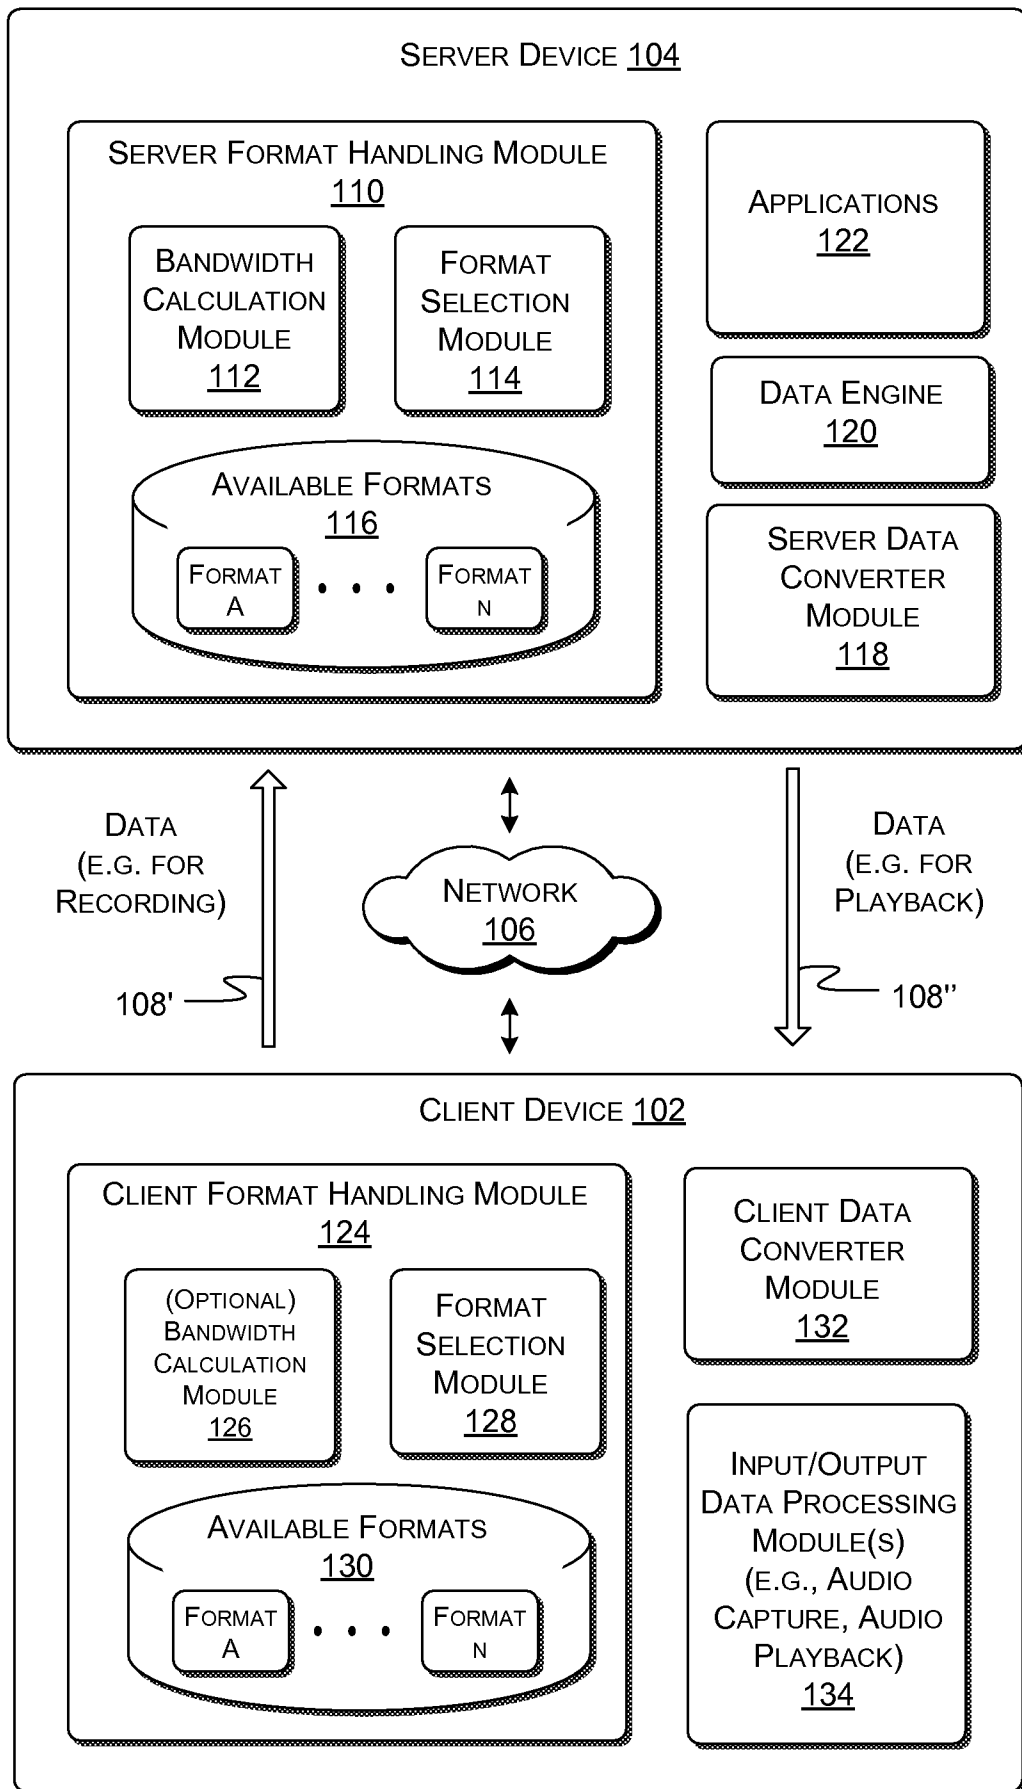 SERVER DEVICE 104
SERVER FORMAT HANDLING MODULE
110
BANDWIDTH
CALCULATION
MODULE
112
FORMAT
SELECTION
MODULE
114
AVAILABLE FORMATS
116
FORMAT
A
• • •
FORMAT
N
APPLICATIONS
122
DATA ENGINE
120
SERVER DATA
CONVERTER
MODULE
118
DATA
(E.G. FOR
RECORDING)
108'
NETWORK
106
DATA
(E.G. FOR
PLAYBACK)
108''
CLIENT DEVICE 102
CLIENT FORMAT HANDLING MODULE
124
(OPTIONAL)
BANDWIDTH
CALCULATION
MODULE
126
FORMAT
SELECTION
MODULE
128
AVAILABLE FORMATS
130
FORMAT
A
• • •
FORMAT
N
CLIENT DATA
CONVERTER
MODULE
132
INPUT/OUTPUT
DATA PROCESSING
MODULE(S)
(E.G., AUDIO
CAPTURE, AUDIO
PLAYBACK)
134